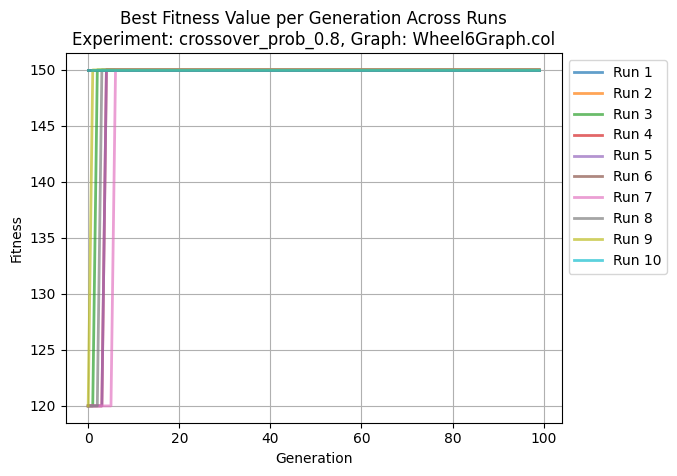 Best Fitness Value per Generation Across Runs
Experiment: crossover_prob_0.8, Graph: Wheel6Graph.col
150
145
140
135
130
125
120
Fitness
0
20
40
60
80
100
Generation
Run 1
Run 2
Run 3
Run 4
Run 5
Run 6
Run 7
Run 8
Run 9
Run 10